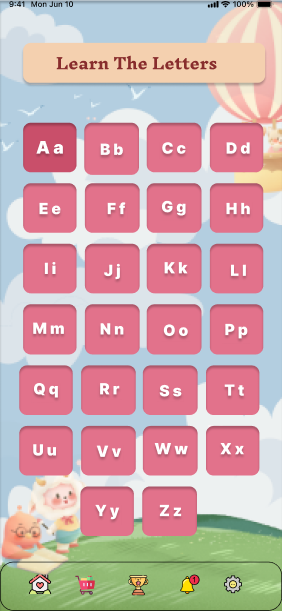 9:41 Mon Jun 10 100%
Learn The Letters
Aa Bb Cc Dd
Ee Ff Gg Hh
Ii Jj Kk Ll
Mm Nn Oo Pp
Qq Rr Ss Tt
Uu Vv Ww Xx
Yy Zz